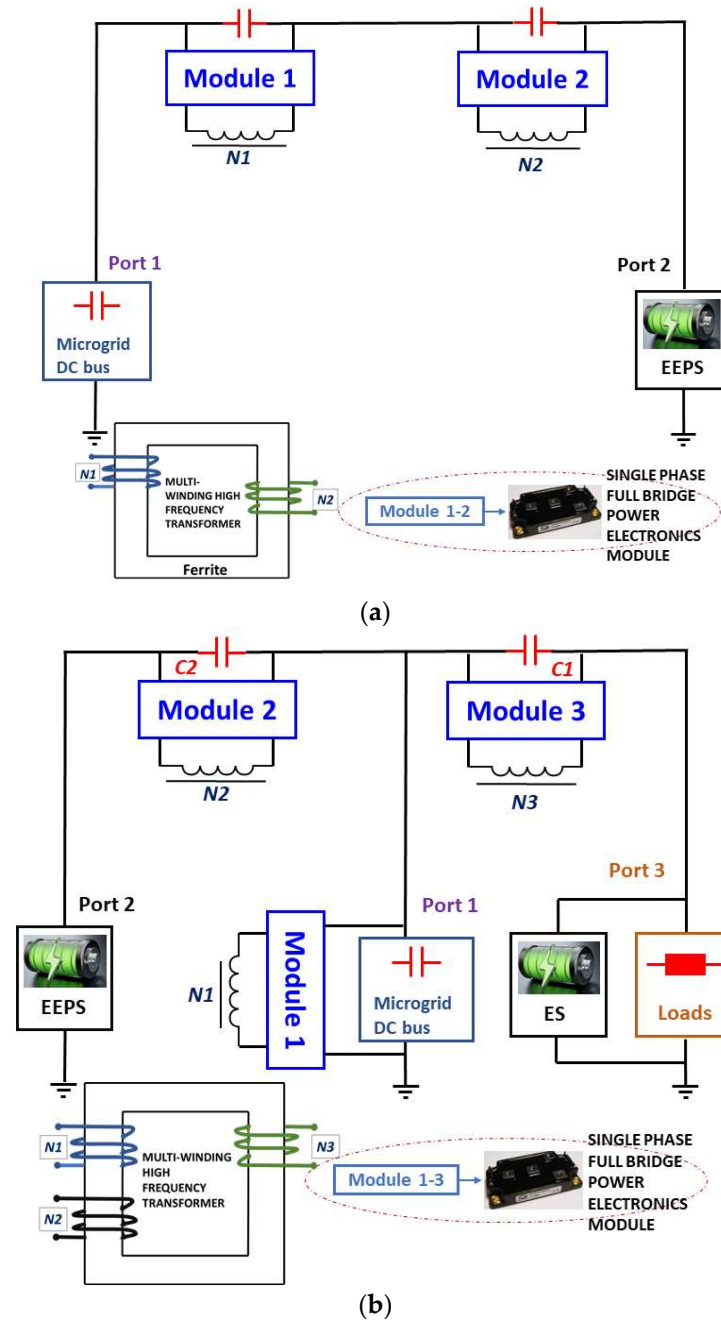 Module 1
Module 2
N1
N2
Port 1
Port 2
Microgrid
DC bus
EEPS
N1
MULTI-
WINDING HIGH
FREQUENCY
TRANSFORMER
N2
Ferrite
Module 1-2
SINGLE PHASE
FULL BRIDGE
POWER
ELECTRONICS
MODULE
(a)
C2
C1
Module 2
Module 3
N2
N3
Port 3
Port 2
Port 1
EEPS
N1
Module 1
Microgrid
DC bus
ES
Loads
N1
N2
MULTI-WINDING
HIGH
FREQUENCY
TRANSFORMER
N3
Module 1-3
SINGLE PHASE
FULL BRIDGE
POWER
ELECTRONICS
MODULE
(b)